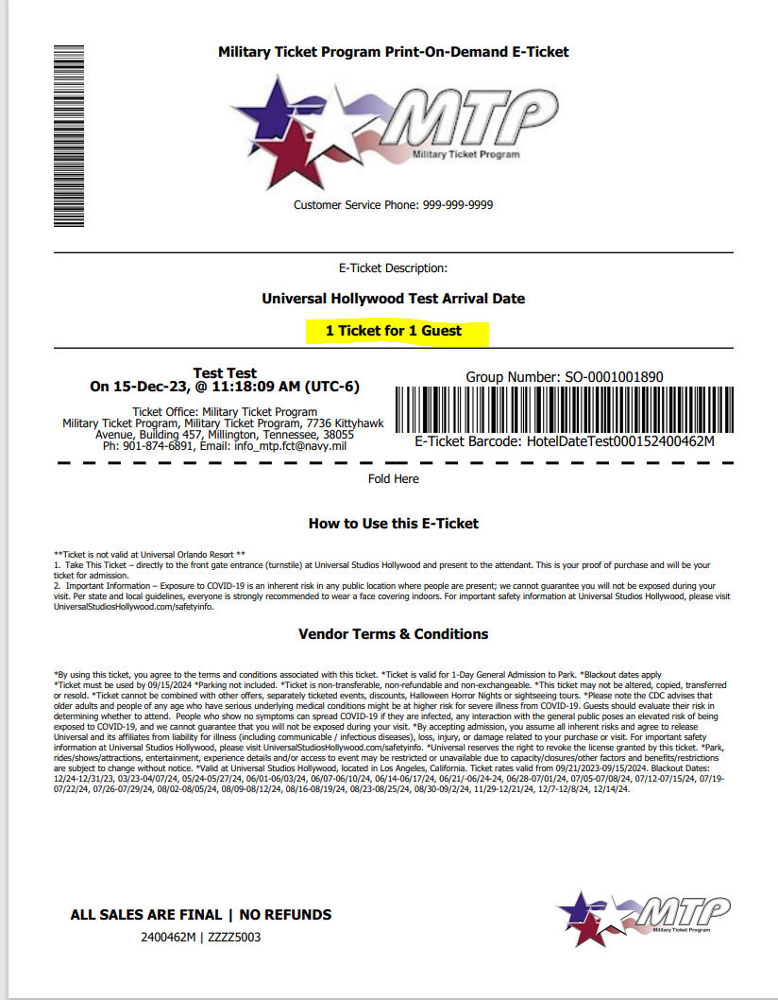 Military Ticket Program Print-On-Demand E-Ticket
MTP
Military Ticket Program
Customer Service Phone: 999-999-9999
E-Ticket Description:
Universal Hollywood Test Arrival Date
1 Ticket for 1 Guest
Test Test
On 15-Dec-23, @ 11:18:09 AM (UTC-6)
Ticket Office: Military Ticket Program
Military Ticket Program, Military Ticket Program, 7736 Kittyhawk
Avenue, Building 457, Millington, Tennessee, 38055
Ph: 901-874-6891, Email: info_mtp.fct@navy.mil
Group Number: SO-0001001890
E-Ticket Barcode: HotelDateTest000152400462M
Fold Here
How to Use this E-Ticket
**Ticket is not valid at Universal Orlando Resort **
1. Take This Ticket – directly to the front gate entrance (turnstile) at Universal Studios Hollywood and present to the attendant. This is your proof of purchase and will be your
ticket for admission.
2. Important Information – Exposure to COVID-19 is an inherent risk in any public location where people are present; we cannot guarantee you will not be exposed during your
visit. Per state and local guidelines, everyone is strongly recommended to wear a face covering indoors. For important safety information at Universal Studios Hollywood, please visit
UniversalStudiosHollywood.com/safetyinfo.
Vendor Terms & Conditions
*By using this ticket, you agree to the terms and conditions associated with this ticket. *Ticket is valid for 1-Day General Admission to Park. *Blackout dates apply
*Ticket must be used by 09/15/2024 *Parking not included. *Ticket is non-transferable, non-refundable and non-exchangeable. *This ticket may not be altered, copied, transferred
or resold. *Ticket cannot be combined with other offers, separately ticketed events, discounts, Halloween Horror Nights or sightseeing tours. *Please note the CDC advises that
older adults and people of any age who have serious underlying medical conditions might be at higher risk for severe illness from COVID-19. Guests should evaluate their risk in
determining whether to attend. People who show no symptoms can spread COVID-19 if they are infected, any interaction with the general public poses an elevated risk of being
exposed to COVID-19, and we cannot guarantee that you will not be exposed during your visit. *By accepting admission, you assume all inherent risks and agree to release
Universal and its affiliates from liability for illness (including communicable / infectious diseases), loss, injury, or damage related to your purchase or visit. For important safety
information at Universal Studios Hollywood, please visit UniversalStudiosHollywood.com/safetyinfo. *Universal reserves the right to revoke the license granted by this ticket. *Park,
rides/shows/attractions, entertainment, experience details and/or access to event may be restricted or unavailable due to capacity/closures/other factors and benefits/restrictions
are subject to change without notice. *Valid at Universal Studios Hollywood, located in Los Angeles, California. Ticket rates valid from 09/21/2023-09/15/2024. Blackout Dates:
12/24-12/31/23, 03/23-04/07/24, 05/24-05/27/24, 06/01-06/03/24, 06/07-06/10/24, 06/14-06/17/24, 06/21/-06/24-24, 06/28-07/01/24, 07/05-07/08/24, 07/12-07/15/24, 07/19-
07/22/24, 07/26-07/29/24, 08/02-08/05/24, 08/09-08/12/24, 08/16-08/19/24, 08/23-08/25/24, 08/30-09/2/24, 11/29-12/21/24, 12/7-12/8/24, 12/14/24.
ALL SALES ARE FINAL | NO REFUNDS
2400462M | ZZZZ5003
MTP
Military Ticket Program